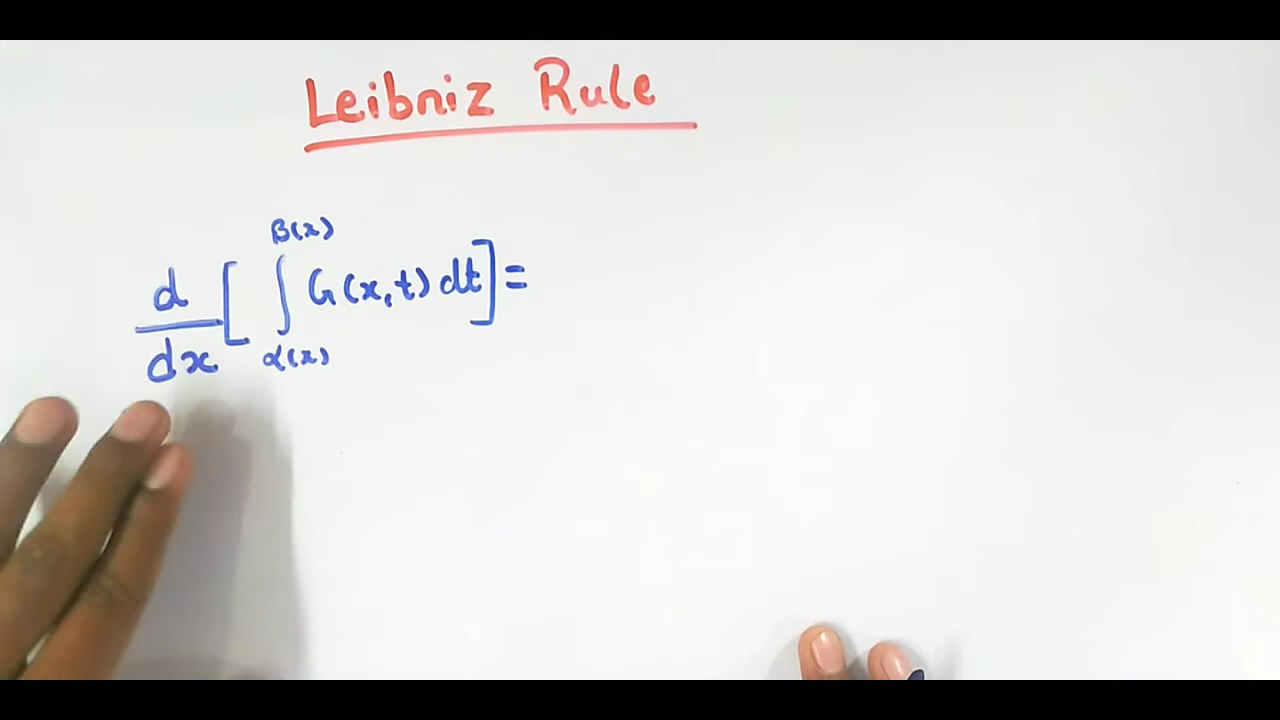 Leibniz Rule
d/dx [ ∫_{α(x)}^{β(x)} G(x,t) dt ] =